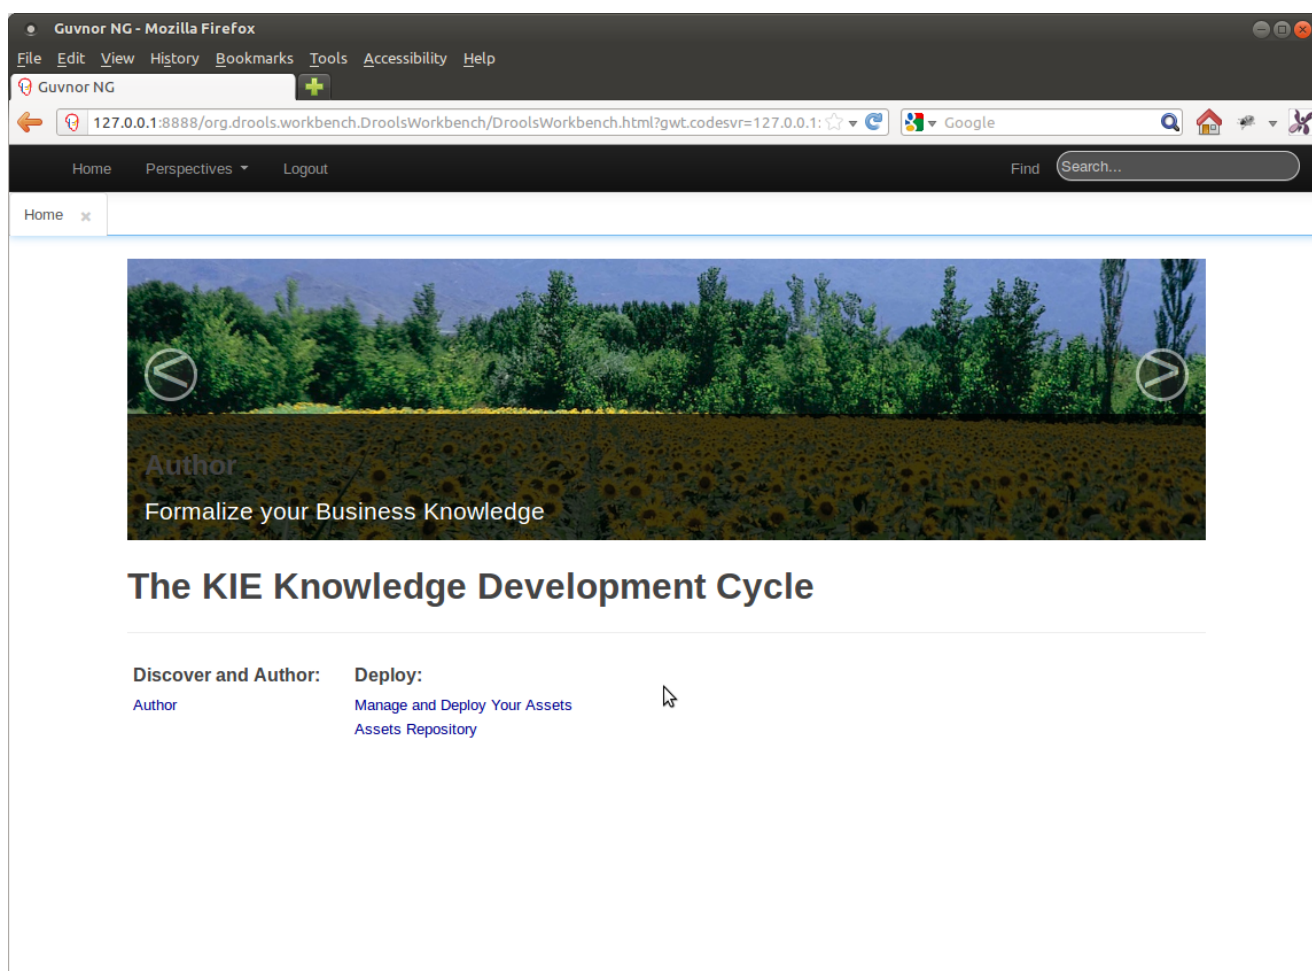 Guvnor NG - Mozilla Firefox
File Edit View History Bookmarks Tools Accessibility Help
Guvnor NG
127.0.0.1:8888/org.drools.workbench.DroolsWorkbench/DroolsWorkbench.html?gwt.codesvr=127.0.0.1: Google
Home Perspectives Logout Find Search...
Home
Author
Formalize your Business Knowledge
The KIE Knowledge Development Cycle
Discover and Author: Deploy:
Author Manage and Deploy Your Assets
Assets Repository